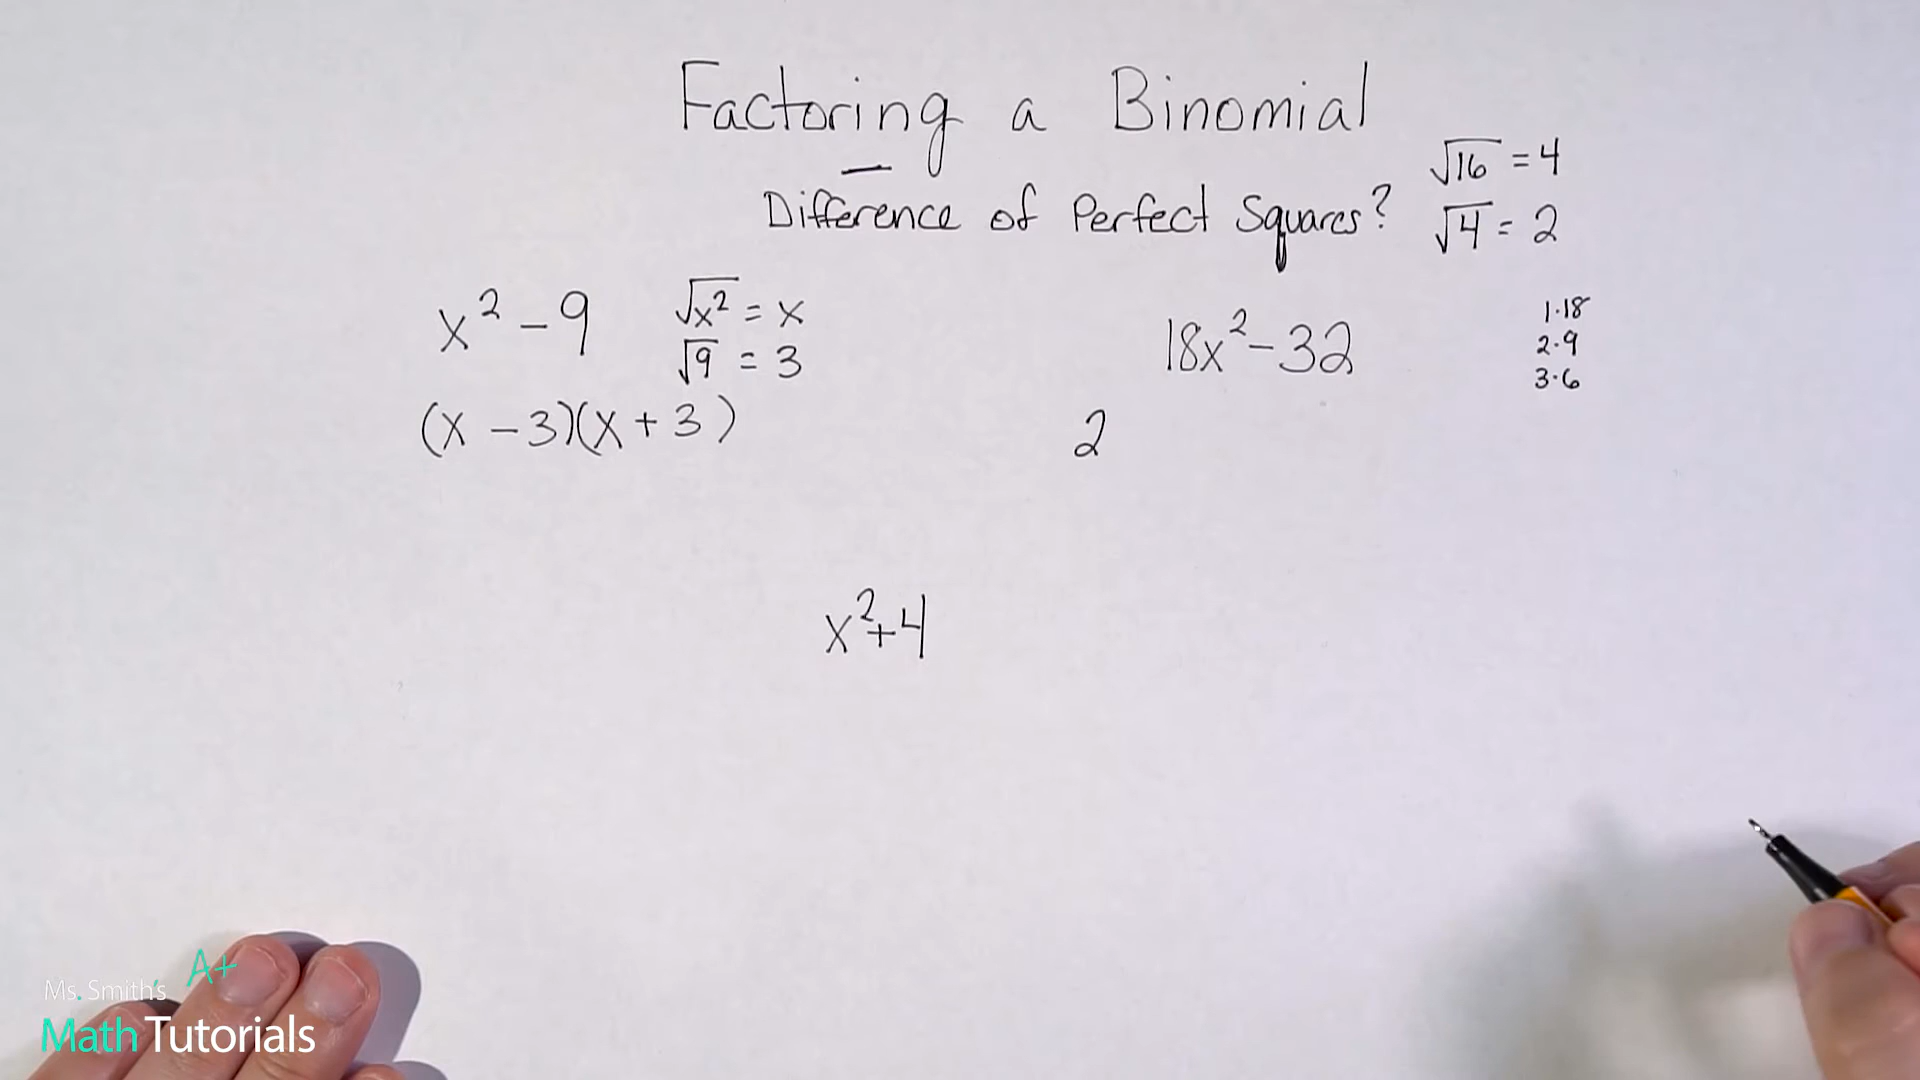 Factoring a Binomial
Difference of Perfect Squares?
√16 = 4
√4 = 2
x² - 9
√x² = x
√9 = 3
(x - 3)(x + 3)
18x² - 32
1·18
2·9
3·6
2
x² + 4
A+
Ms. Smith's
Math Tutorials